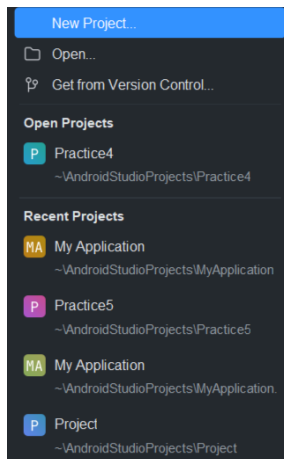 New Project...
Open...
Get from Version Control...
Open Projects
P Practice4
~\AndroidStudioProjects\Practice4
Recent Projects
MA My Application
~\AndroidStudioProjects\MyApplication
P Practice5
~\AndroidStudioProjects\Practice5
MA My Application
~\AndroidStudioProjects\MyApplication.
P Project
~\AndroidStudioProjects\Project